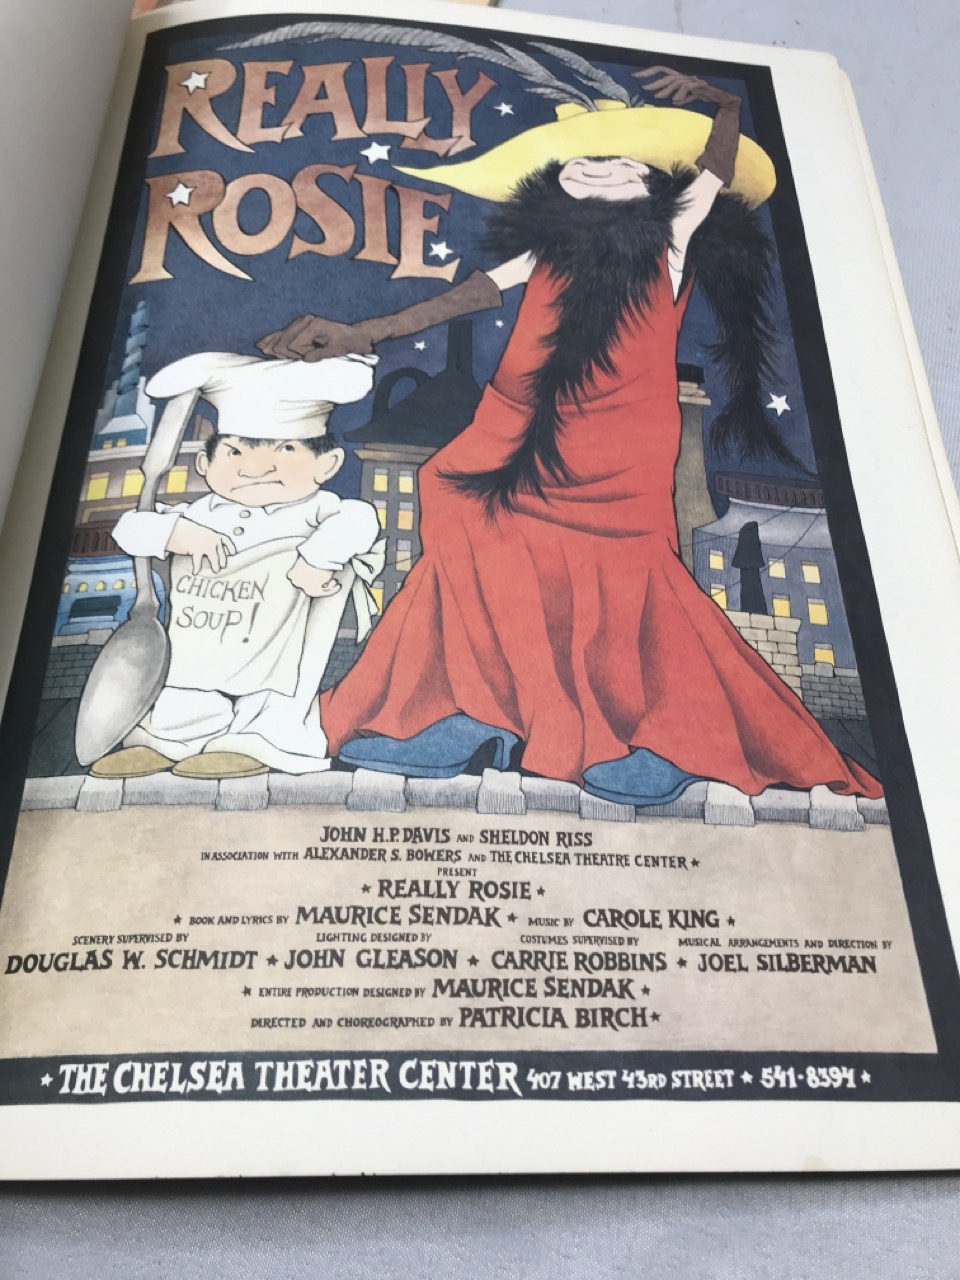 REALLY
ROSIE
CHICKEN
SOUP!
JOHN H.P. DAVIS AND SHELDON RISS
IN ASSOCIATION WITH ALEXANDER S. BOWERS AND THE CHELSEA THEATRE CENTER ★
PRESENT
★ REALLY ROSIE ★
★ BOOK AND LYRICS BY MAURICE SENDAK ★ MUSIC BY CAROLE KING ★
SCENERY SUPERVISED BY LIGHTING DESIGNED BY COSTUMES SUPERVISED BY MUSICAL ARRANGEMENTS AND DIRECTION BY
DOUGLAS W. SCHMIDT ★ JOHN GLEASON ★ CARRIE ROBBINS ★ JOEL SILBERMAN
★ ENTIRE PRODUCTION DESIGNED BY MAURICE SENDAK ★
DIRECTED AND CHOREOGRAPHED BY PATRICIA BIRCH ★
★ THE CHELSEA THEATER CENTER 407 WEST 43RD STREET ★ 541-8394 ★